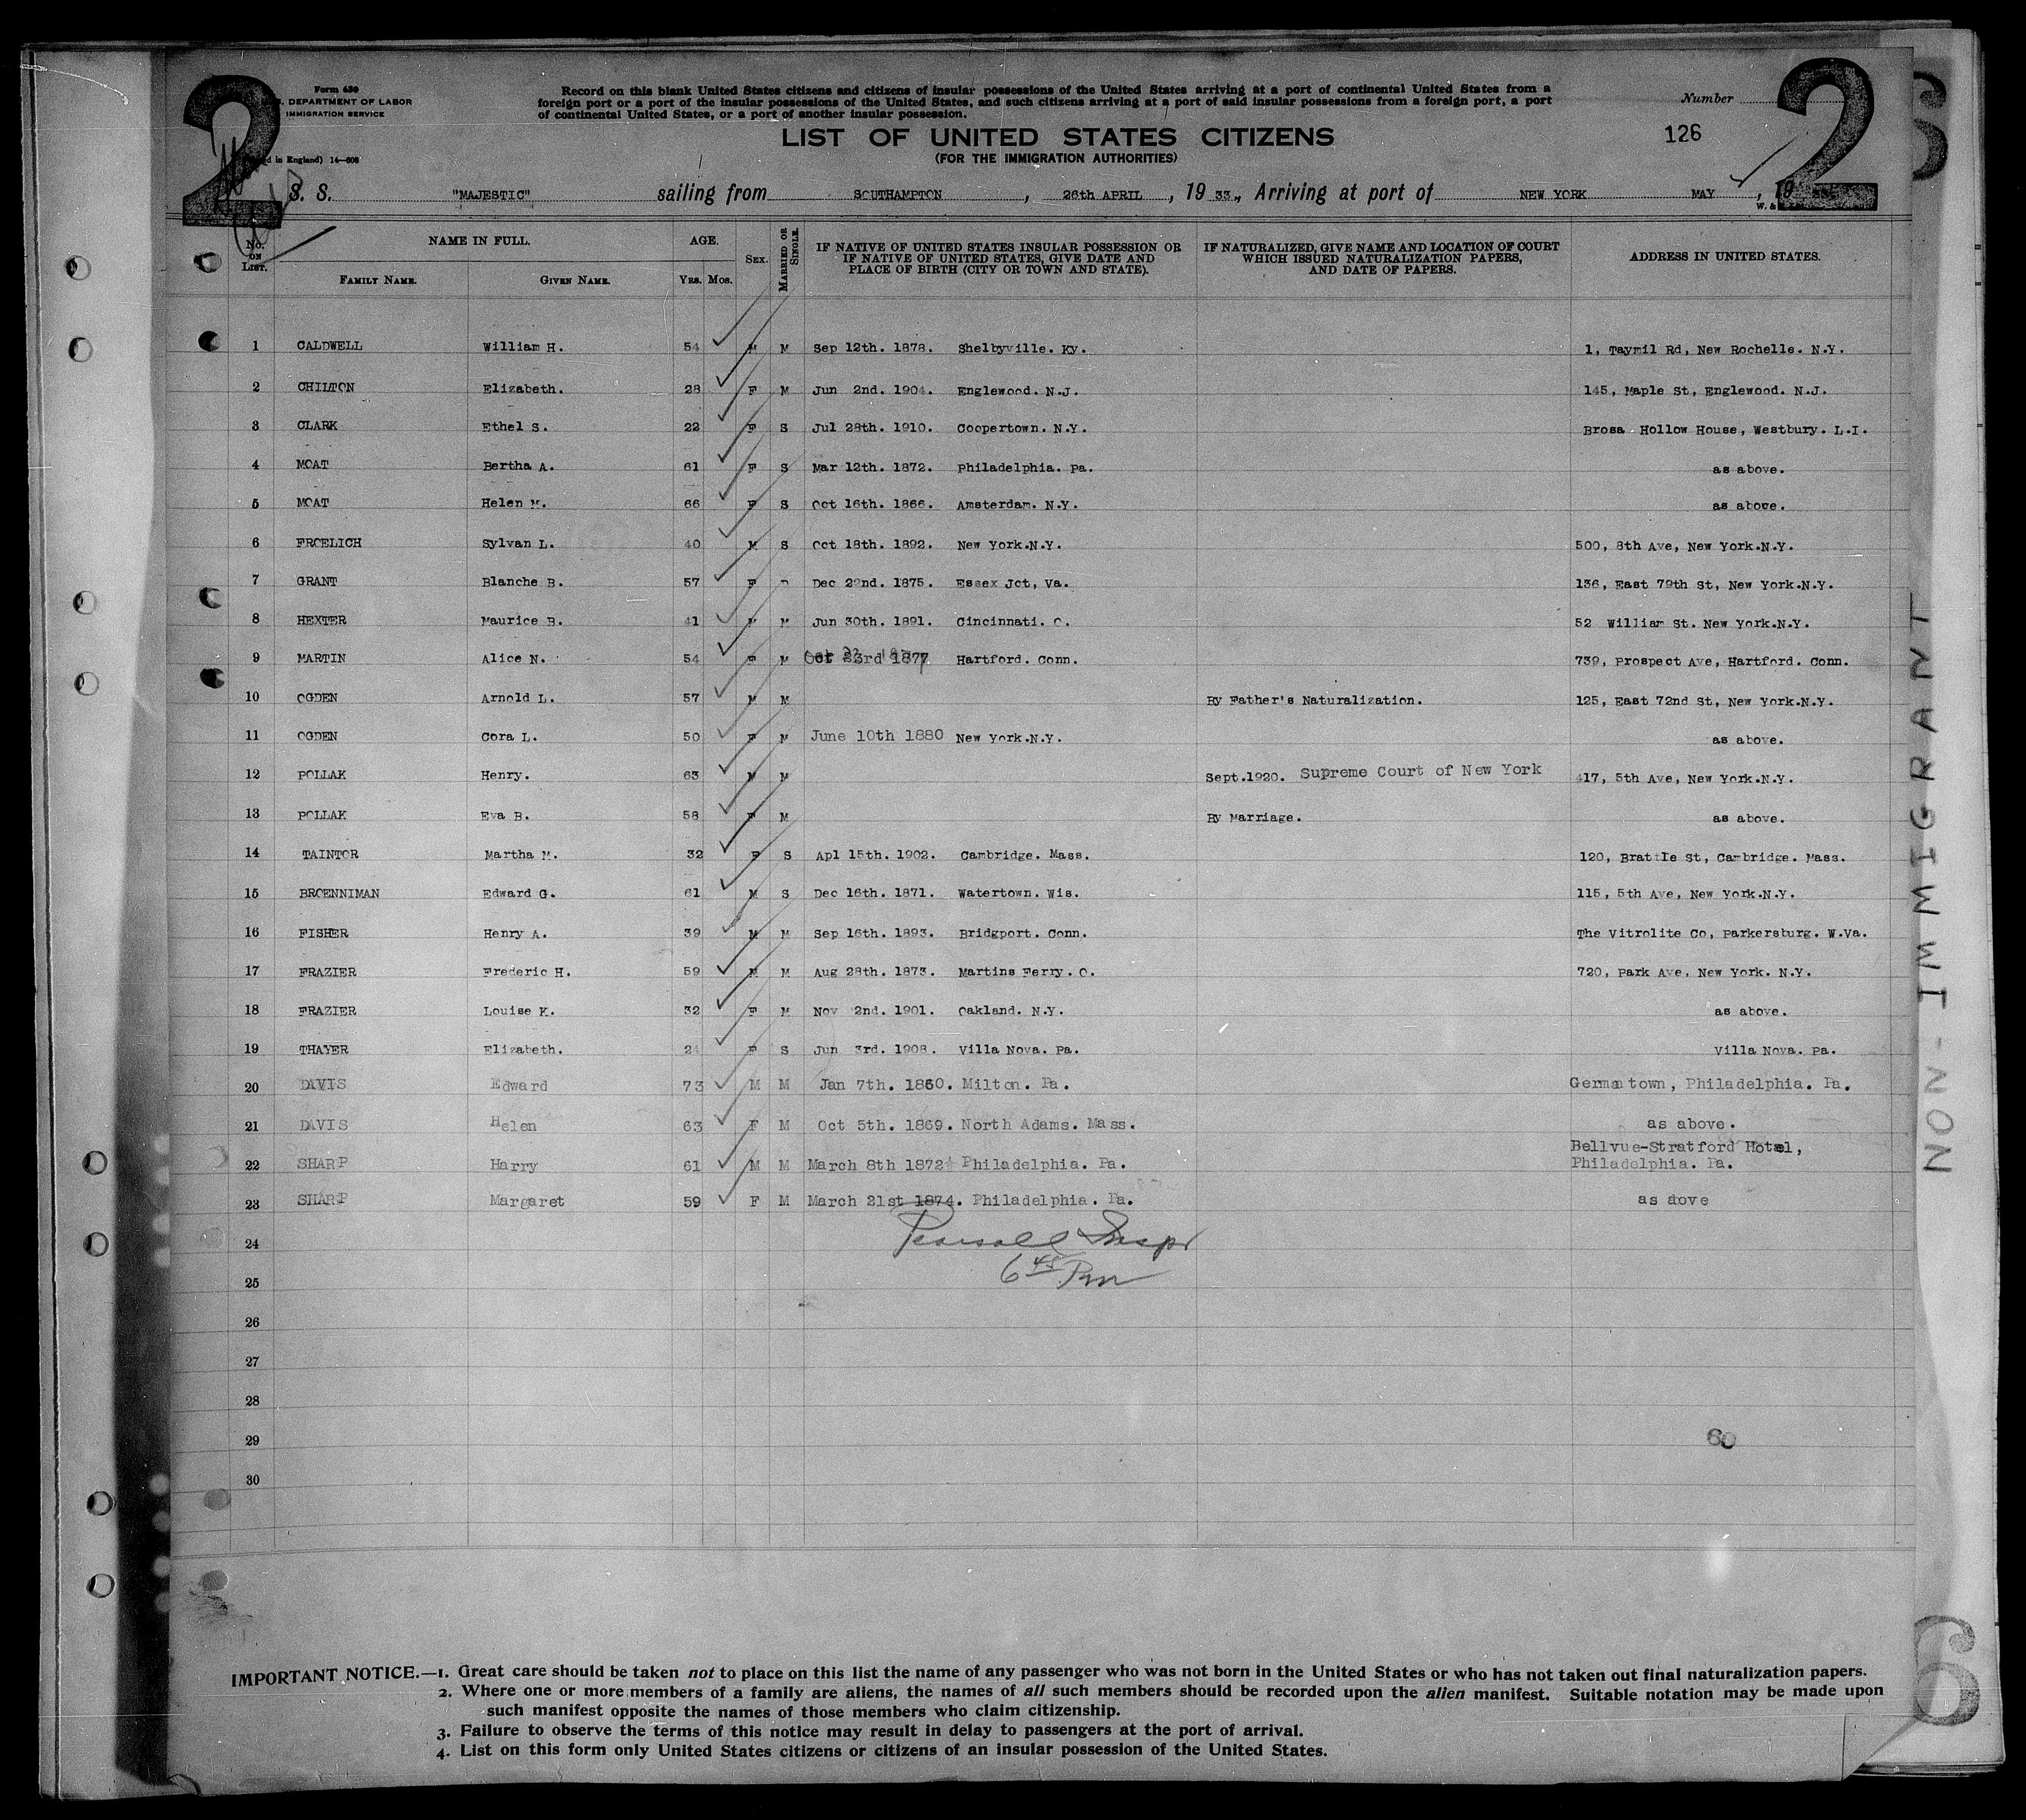 2
2
Form 630
DEPARTMENT OF LABOR
IMMIGRATION SERVICE
in England) 14—608
Record on this blank United States citizens and citizens of insular possessions of the United States arriving at a port of continental United States from a
foreign port or a port of the insular possessions of the United States, and such citizens arriving at a port of said insular possessions from a foreign port, a port
of continental United States, or a port of another insular possession.
Number
126
LIST OF UNITED STATES CITIZENS
(FOR THE IMMIGRATION AUTHORITIES)
S. S. "MAJESTIC" sailing from SOUTHAMPTON, 26th APRIL, 19 33., Arriving at port of NEW YORK MAY, 19
No. ON LIST. NAME IN FULL. AGE. SEX. MARRIED OR SINGLE. IF NATIVE OF UNITED STATES INSULAR POSSESSION OR IF NATIVE OF UNITED STATES, GIVE DATE AND PLACE OF BIRTH (CITY OR TOWN AND STATE). IF NATURALIZED, GIVE NAME AND LOCATION OF COURT WHICH ISSUED NATURALIZATION PAPERS, AND DATE OF PAPERS. ADDRESS IN UNITED STATES.
FAMILY NAME. GIVEN NAME. YRS. MOS.
1 CALDWELL William H. 54 M M Sep 12th. 1878. Shelbyville. Ky. 1, Taymil Rd, New Rochelle. N.Y.
2 CHILTON Elizabeth. 28 F M Jun 2nd. 1904. Englewood. N.J. 145, Maple St, Englewood. N.J.
3 CLARK Ethel S. 22 F S Jul 28th. 1910. Coopertown. N.Y. Brosa Hollow House, Westbury. L.I.
4 MOAT Bertha A. 61 F S Mar 12th. 1872. Philadelphia. Pa. as above.
5 MOAT Helen M. 66 F S Oct 16th. 1866. Amsterdam. N.Y. as above.
6 FROELICH Sylvan L. 40 M S Oct 18th. 1892. New York.N.Y. 500, 8th Ave, New York.N.Y.
7 GRANT Blanche B. 57 F Dec 22nd. 1875. Essex Jct, Va. 136, East 79th St, New York.N.Y.
8 HEXTER Maurice B. 41 M M Jun 30th. 1891. Cincinnati. O. 52 William St. New York.N.Y.
9 MARTIN Alice N. 54 F M Oct 23rd 1877 Hartford. Conn. 739, Prospect Ave, Hartford. Conn.
10 OGDEN Arnold L. 57 M M By Father's Naturalization. 125, East 72nd St, New York.N.Y.
11 OGDEN Cora L. 50 F M June 10th 1880 New York.N.Y. as above.
12 POLLAK Henry. 63 M M Sept.1920. Supreme Court of New York 417, 5th Ave, New York.N.Y.
13 POLLAK Eva B. 58 F M By Marriage. as above.
14 TAINTOR Martha M. 32 F S Apl 15th. 1902. Cambridge. Mass. 120, Brattle St, Cambridge. Mass.
15 BROENNIMAN Edward G. 61 M S Dec 16th. 1871. Watertown. Wis. 115, 5th Ave, New York.N.Y.
16 FISHER Henry A. 39 M M Sep 16th. 1893. Bridgport. Conn. The Vitrolite Co, Parkersburg. W.Va.
17 FRAZIER Frederic H. 59 M M Aug 28th. 1873. Martins Ferry. O. 720, Park Ave, New York. N.Y.
18 FRAZIER Louise K. 32 F M Nov 2nd. 1901. Oakland. N.Y. as above.
19 THAYER Elizabeth. 24 F S Jun 3rd. 1908. Villa Nova. Pa. Villa Nova. Pa.
20 DAVIS Edward 73 M M Jan 7th. 1860. Milton. Pa. Germantown, Philadelphia. Pa.
21 DAVIS Helen 63 F M Oct 5th. 1869. North Adams. Mass. as above.
22 SHARP Harry 61 M M March 8th 1872 Philadelphia. Pa. Bellvue-Stratford Hotel, Philadelphia. Pa.
23 SHARP Margaret 59 F M March 21st 1874. Philadelphia. Pa. as aove
24 Pearsall Inspr
25 6 45 Pm
26
27
28
29 60
30
NON-IMMIGRANT
6
IMPORTANT NOTICE.—1. Great care should be taken not to place on this list the name of any passenger who was not born in the United States or who has not taken out final naturalization papers.
2. Where one or more members of a family are aliens, the names of all such members should be recorded upon the alien manifest. Suitable notation may be made upon
such manifest opposite the names of those members who claim citizenship.
3. Failure to observe the terms of this notice may result in delay to passengers at the port of arrival.
4. List on this form only United States citizens or citizens of an insular possession of the United States.